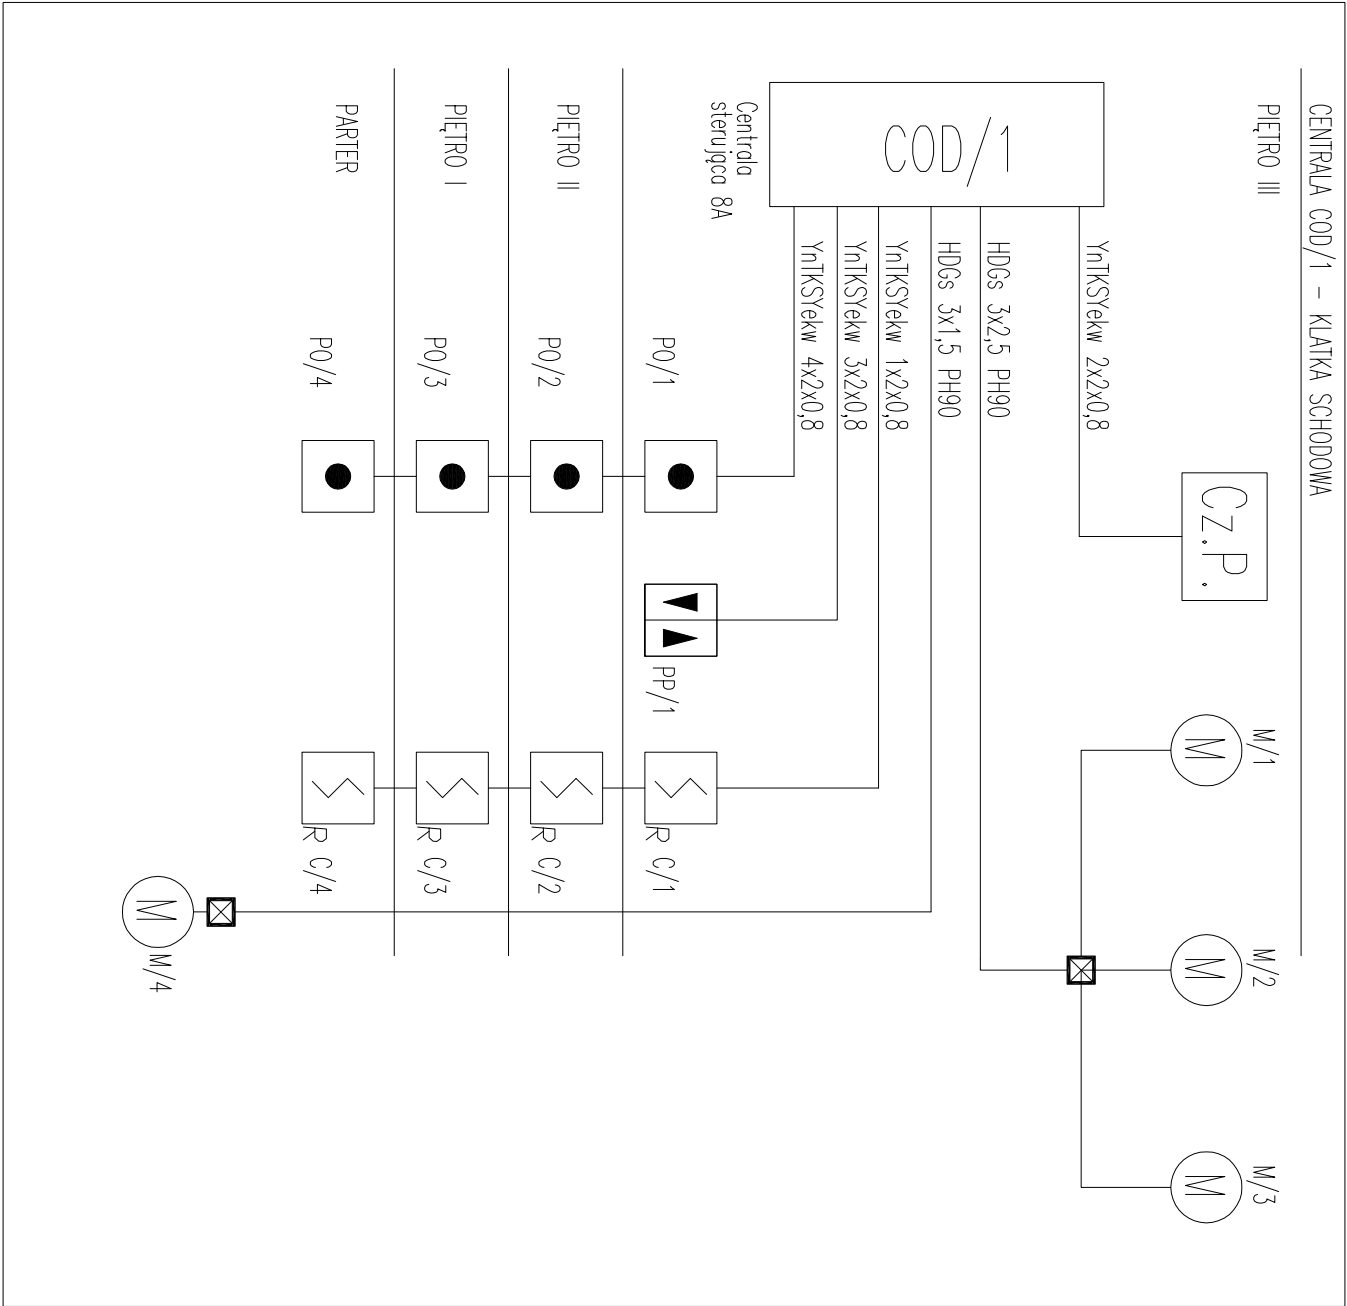 CENTRALA COD/1 - KLATKA SCHODOWA
PIĘTRO III
Cz.P.
M/1
M
M/2
M
M/3
M
COD/1
Centrala
sterująca 8A
YnTKSYekw 2x2x0,8
HDGs 3x2,5 PH90
HDGs 3x1,5 PH90
YnTKSYekw 1x2x0,8
YnTKSYekw 3x2x0,8
YnTKSYekw 4x2x0,8
PO/1
PP/1
R C/1
PIĘTRO II
PO/2
R C/2
PIĘTRO I
PO/3
R C/3
PARTER
PO/4
R C/4
M
M/4